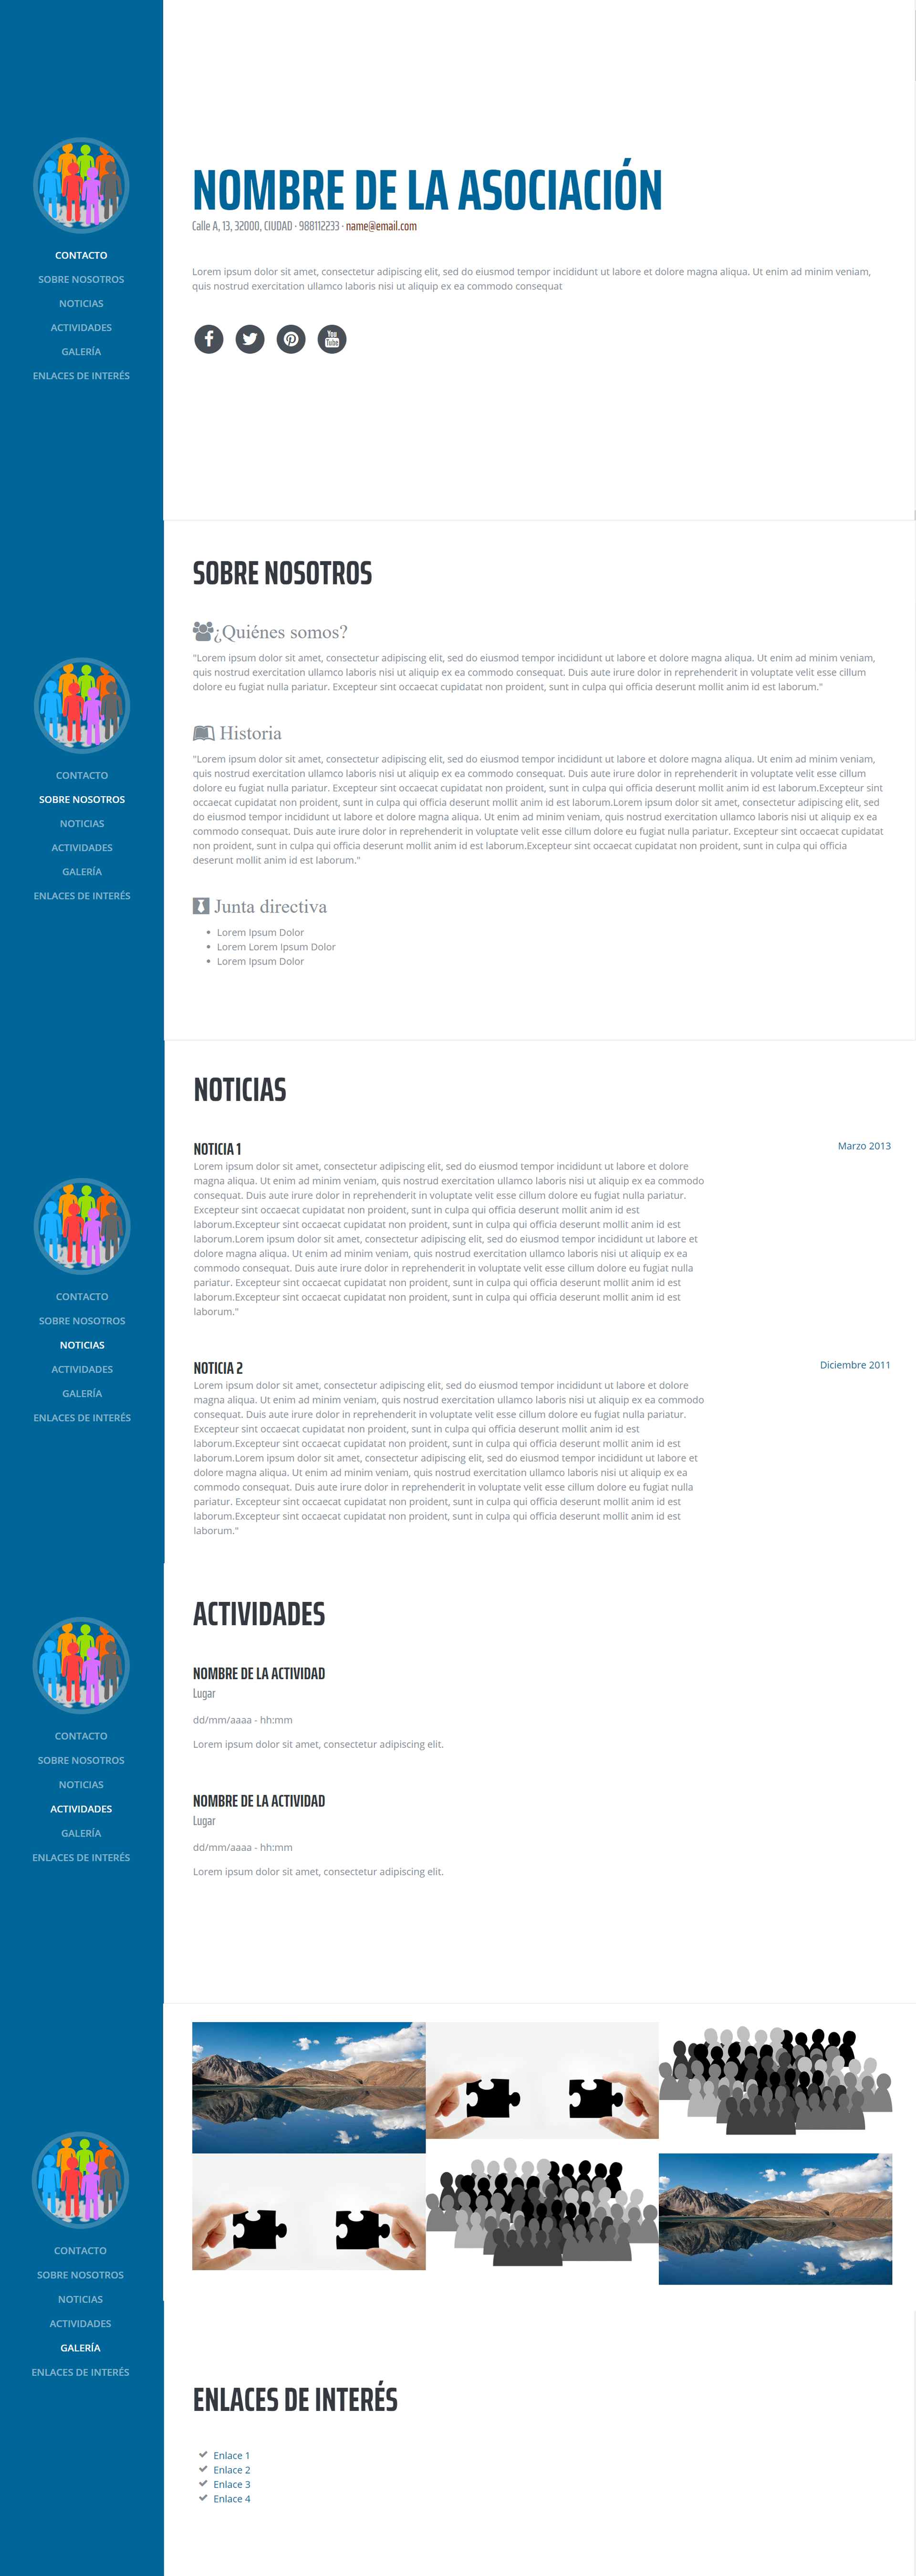 NOMBRE DE LA ASOCIACIÓN
Calle A, 13, 32000, CIUDAD · 988112233 · name@email.com
Lorem ipsum dolor sit amet, consectetur adipiscing elit, sed do eiusmod tempor incididunt ut labore et dolore magna aliqua. Ut enim ad minim veniam,
quis nostrud exercitation ullamco laboris nisi ut aliquip ex ea commodo consequat
You
Tube
CONTACTO
SOBRE NOSOTROS
NOTICIAS
ACTIVIDADES
GALERÍA
ENLACES DE INTERÉS
SOBRE NOSOTROS
¿Quiénes somos?
"Lorem ipsum dolor sit amet, consectetur adipiscing elit, sed do eiusmod tempor incididunt ut labore et dolore magna aliqua. Ut enim ad minim veniam,
quis nostrud exercitation ullamco laboris nisi ut aliquip ex ea commodo consequat. Duis aute irure dolor in reprehenderit in voluptate velit esse cillum
dolore eu fugiat nulla pariatur. Excepteur sint occaecat cupidatat non proident, sunt in culpa qui officia deserunt mollit anim id est laborum."
Historia
"Lorem ipsum dolor sit amet, consectetur adipiscing elit, sed do eiusmod tempor incididunt ut labore et dolore magna aliqua. Ut enim ad minim veniam,
quis nostrud exercitation ullamco laboris nisi ut aliquip ex ea commodo consequat. Duis aute irure dolor in reprehenderit in voluptate velit esse cillum
dolore eu fugiat nulla pariatur. Excepteur sint occaecat cupidatat non proident, sunt in culpa qui officia deserunt mollit anim id est laborum.Excepteur sint
occaecat cupidatat non proident, sunt in culpa qui officia deserunt mollit anim id est laborum.Lorem ipsum dolor sit amet, consectetur adipiscing elit, sed
do eiusmod tempor incididunt ut labore et dolore magna aliqua. Ut enim ad minim veniam, quis nostrud exercitation ullamco laboris nisi ut aliquip ex ea
commodo consequat. Duis aute irure dolor in reprehenderit in voluptate velit esse cillum dolore eu fugiat nulla pariatur. Excepteur sint occaecat cupidatat
non proident, sunt in culpa qui officia deserunt mollit anim id est laborum.Excepteur sint occaecat cupidatat non proident, sunt in culpa qui officia
deserunt mollit anim id est laborum."
Junta directiva
Lorem Ipsum Dolor
Lorem Lorem Ipsum Dolor
Lorem Ipsum Dolor
CONTACTO
SOBRE NOSOTROS
NOTICIAS
ACTIVIDADES
GALERÍA
ENLACES DE INTERÉS
NOTICIAS
NOTICIA 1
Marzo 2013
Lorem ipsum dolor sit amet, consectetur adipiscing elit, sed do eiusmod tempor incididunt ut labore et dolore
magna aliqua. Ut enim ad minim veniam, quis nostrud exercitation ullamco laboris nisi ut aliquip ex ea commodo
consequat. Duis aute irure dolor in reprehenderit in voluptate velit esse cillum dolore eu fugiat nulla pariatur.
Excepteur sint occaecat cupidatat non proident, sunt in culpa qui officia deserunt mollit anim id est
laborum.Excepteur sint occaecat cupidatat non proident, sunt in culpa qui officia deserunt mollit anim id est
laborum.Lorem ipsum dolor sit amet, consectetur adipiscing elit, sed do eiusmod tempor incididunt ut labore et
dolore magna aliqua. Ut enim ad minim veniam, quis nostrud exercitation ullamco laboris nisi ut aliquip ex ea
commodo consequat. Duis aute irure dolor in reprehenderit in voluptate velit esse cillum dolore eu fugiat nulla
pariatur. Excepteur sint occaecat cupidatat non proident, sunt in culpa qui officia deserunt mollit anim id est
laborum.Excepteur sint occaecat cupidatat non proident, sunt in culpa qui officia deserunt mollit anim id est
laborum."
NOTICIA 2
Diciembre 2011
Lorem ipsum dolor sit amet, consectetur adipiscing elit, sed do eiusmod tempor incididunt ut labore et dolore
magna aliqua. Ut enim ad minim veniam, quis nostrud exercitation ullamco laboris nisi ut aliquip ex ea commodo
consequat. Duis aute irure dolor in reprehenderit in voluptate velit esse cillum dolore eu fugiat nulla pariatur.
Excepteur sint occaecat cupidatat non proident, sunt in culpa qui officia deserunt mollit anim id est
laborum.Excepteur sint occaecat cupidatat non proident, sunt in culpa qui officia deserunt mollit anim id est
laborum.Lorem ipsum dolor sit amet, consectetur adipiscing elit, sed do eiusmod tempor incididunt ut labore et
dolore magna aliqua. Ut enim ad minim veniam, quis nostrud exercitation ullamco laboris nisi ut aliquip ex ea
commodo consequat. Duis aute irure dolor in reprehenderit in voluptate velit esse cillum dolore eu fugiat nulla
pariatur. Excepteur sint occaecat cupidatat non proident, sunt in culpa qui officia deserunt mollit anim id est
laborum.Excepteur sint occaecat cupidatat non proident, sunt in culpa qui officia deserunt mollit anim id est
laborum."
CONTACTO
SOBRE NOSOTROS
NOTICIAS
ACTIVIDADES
GALERÍA
ENLACES DE INTERÉS
ACTIVIDADES
NOMBRE DE LA ACTIVIDAD
Lugar
dd/mm/aaaa - hh:mm
Lorem ipsum dolor sit amet, consectetur adipiscing elit.
NOMBRE DE LA ACTIVIDAD
Lugar
dd/mm/aaaa - hh:mm
Lorem ipsum dolor sit amet, consectetur adipiscing elit.
CONTACTO
SOBRE NOSOTROS
NOTICIAS
ACTIVIDADES
GALERÍA
ENLACES DE INTERÉS
CONTACTO
SOBRE NOSOTROS
NOTICIAS
ACTIVIDADES
GALERÍA
ENLACES DE INTERÉS
ENLACES DE INTERÉS
Enlace 1
Enlace 2
Enlace 3
Enlace 4